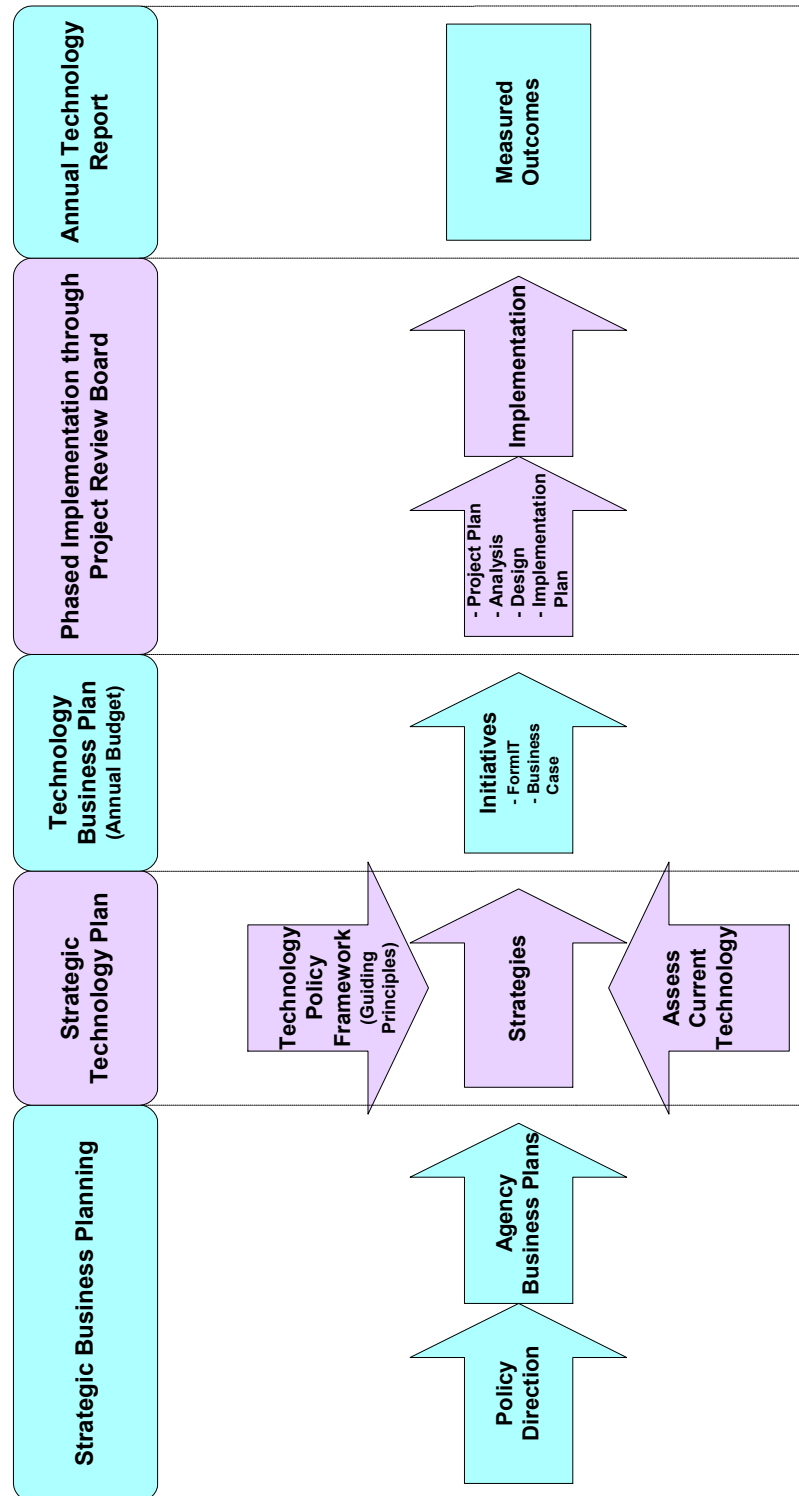 Strategic Business Planning
Strategic
Technology Plan
Technology
Business Plan
(Annual Budget)
Phased Implementation through
Project Review Board
Annual Technology
Report
Policy
Direction
Agency
Business Plans
Technology
Policy
Framework
(Guiding
Principles)
Strategies
Assess
Current
Technology
Initiatives
- FormIT
- Business
Case
- Project Plan
- Analysis
- Design
- Implementation
Plan
Implementation
Measured
Outcomes